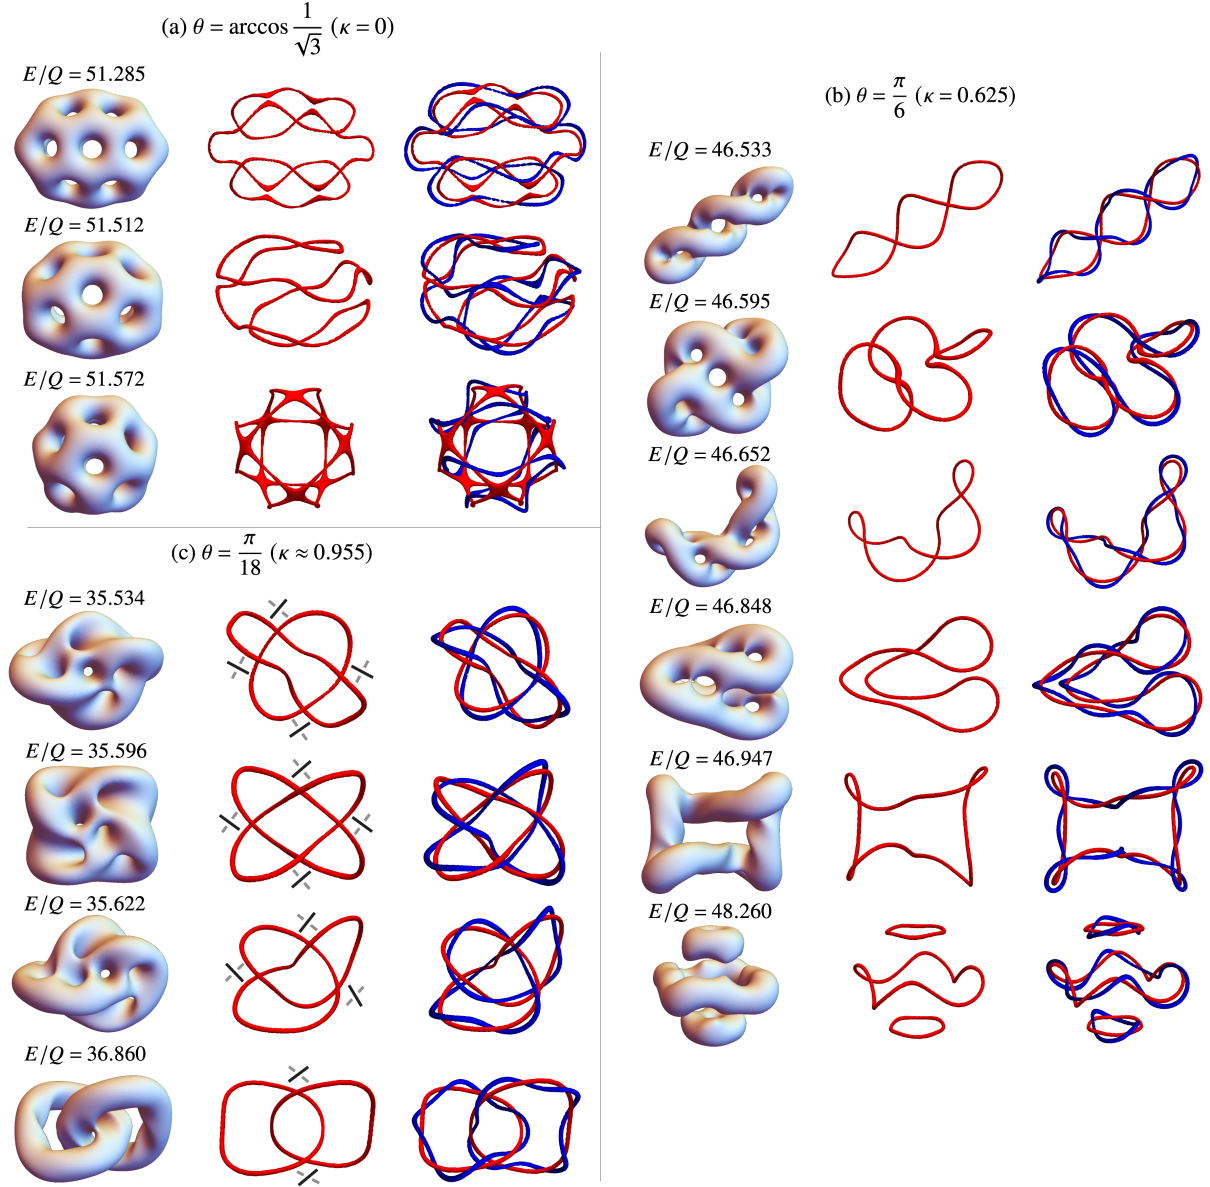 (a) θ = arccos 1/√3 (κ = 0)
E/Q = 51.285
E/Q = 51.512
E/Q = 51.572
(b) θ = π/6 (κ = 0.625)
E/Q = 46.533
E/Q = 46.595
E/Q = 46.652
E/Q = 46.848
E/Q = 46.947
E/Q = 48.260
(c) θ = π/18 (κ ≈ 0.955)
E/Q = 35.534
E/Q = 35.596
E/Q = 35.622
E/Q = 36.860